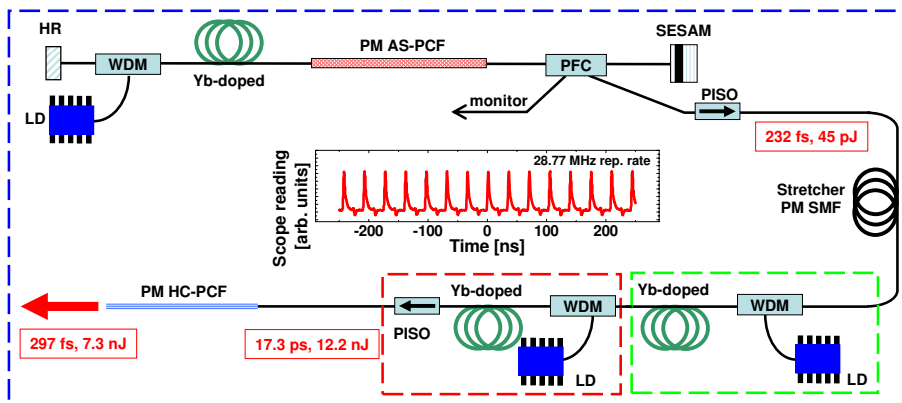 HR
WDM
Yb-doped
PM AS-PCF
PFC
SESAM
LD
monitor
PISO
232 fs, 45 pJ
Stretcher
PM SMF
28.77 MHz rep. rate
Scope reading
[arb. units]
-200
-100
0
100
200
Time [ns]
PM HC-PCF
297 fs, 7.3 nJ
17.3 ps, 12.2 nJ
PISO
Yb-doped
WDM
LD
Yb-doped
WDM
LD